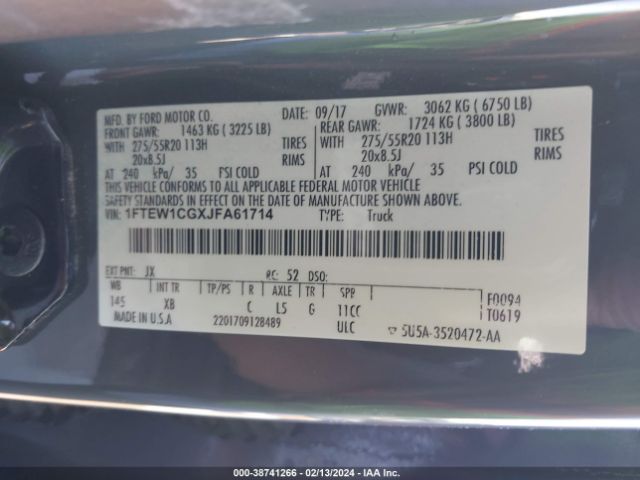 MFD. BY FORD MOTOR CO. DATE: 09/17 GVWR: 3062 KG ( 6750 LB)
FRONT GAWR: 1463 KG ( 3225 LB) REAR GAWR: 1724 KG ( 3800 LB)
WITH 275/55R20 113H TIRES WITH 275/55R20 113H TIRES
20x8.5J RIMS 20x8.5J RIMS
AT 240 kPa/ 35 PSI COLD AT 240 kPa/ 35 PSI COLD
THIS VEHICLE CONFORMS TO ALL APPLICABLE FEDERAL MOTOR VEHICLE
SAFETY STANDARDS IN EFFECT ON THE DATE OF MANUFACTURE SHOWN ABOVE.
VIN: 1FTEW1CGXJFA61714 TYPE: Truck
EXT PNT: JX RC: 52 DSO:
WB INT TR TP/PS R AXLE TR SPR F0094
145 XB C L5 G 11CC T0619
MADE IN U.S.A 2201709128489 ULC 5U5A-3520472-AA
000-38741266 - 02/13/2024 - IAAI.COM